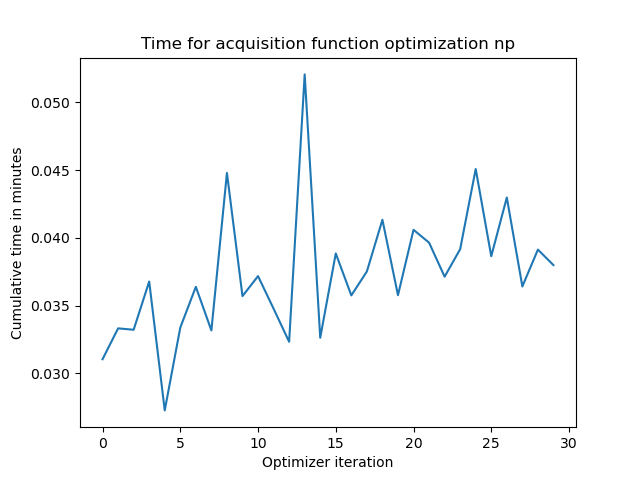 Time for acquisition function optimization np
Cumulative time in minutes
0.050
0.045
0.040
0.035
0.030
0 5 10 15 20 25 30
Optimizer iteration